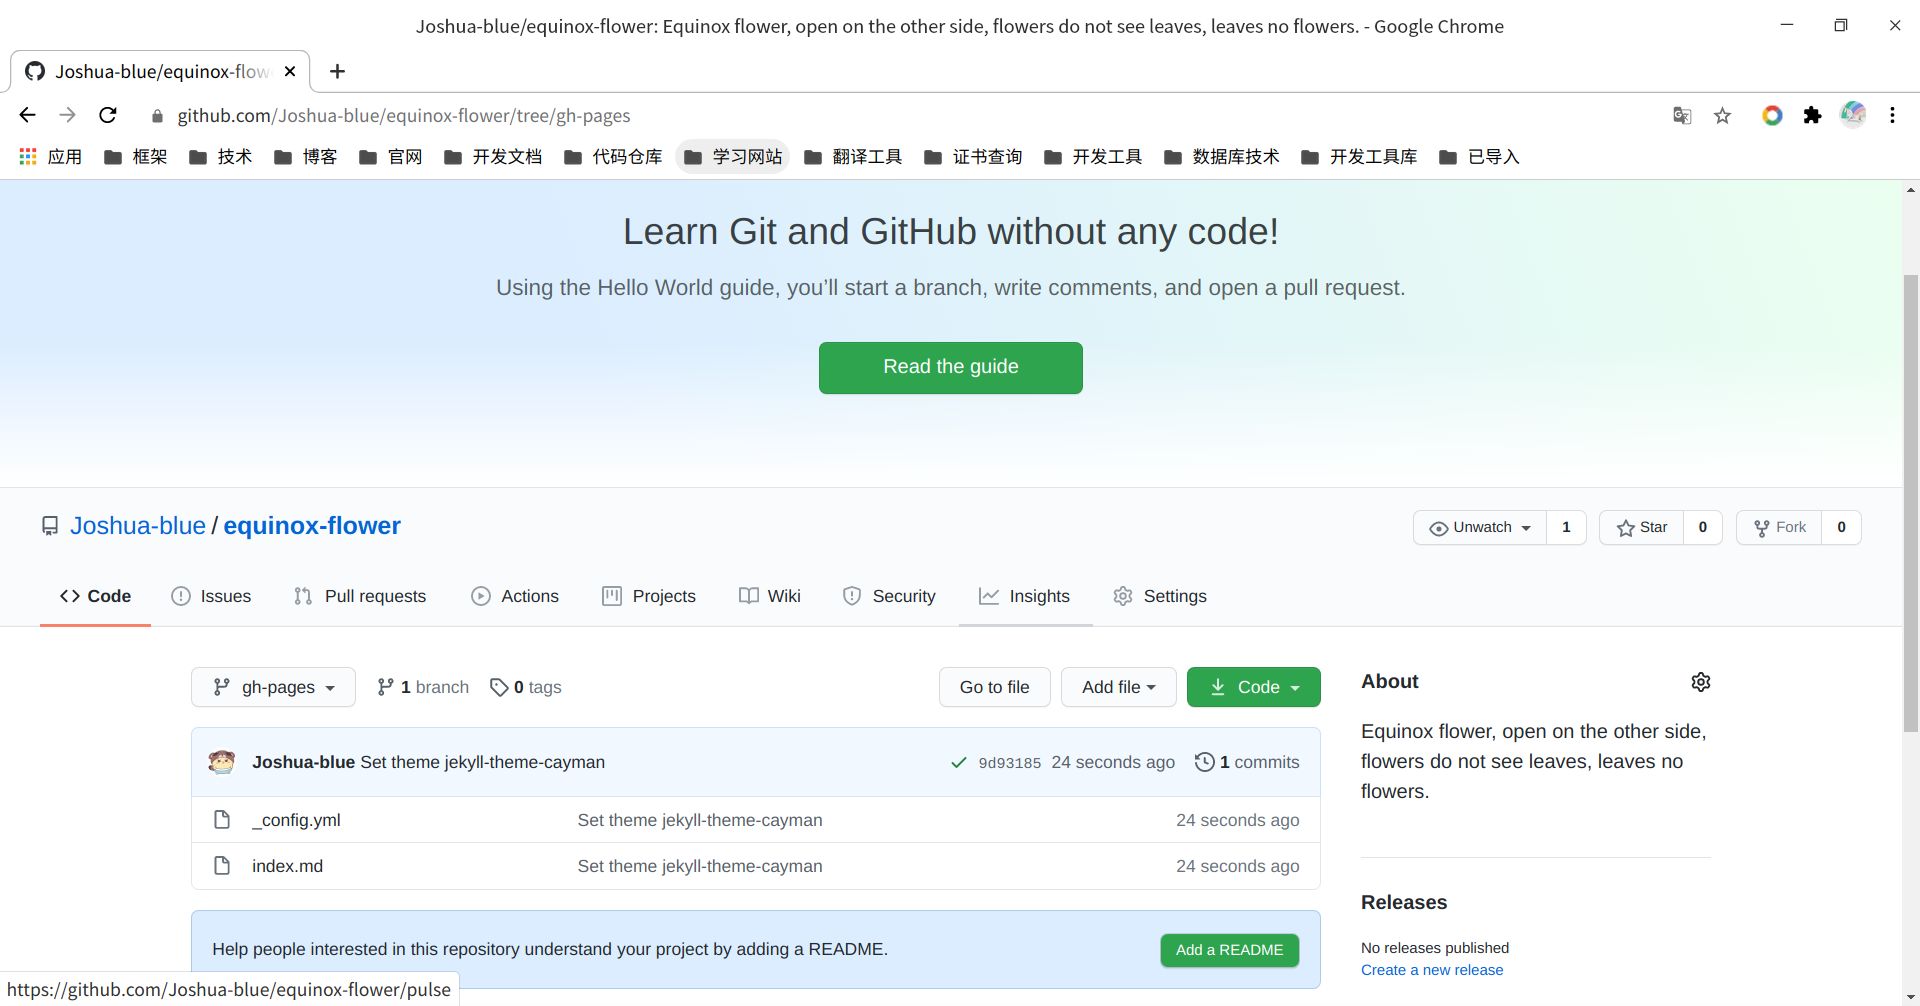 Joshua-blue/equinox-flower: Equinox flower, open on the other side, flowers do not see leaves, leaves no flowers. - Google Chrome
Joshua-blue/equinox-flow
github.com/Joshua-blue/equinox-flower/tree/gh-pages
应用 框架 技术 博客 官网 开发文档 代码仓库 学习网站 翻译工具 证书查询 开发工具 数据库技术 开发工具库 已导入
Learn Git and GitHub without any code!
Using the Hello World guide, you’ll start a branch, write comments, and open a pull request.
Read the guide
Joshua-blue / equinox-flower
Unwatch 1 Star 0 Fork 0
Code Issues Pull requests Actions Projects Wiki Security Insights Settings
gh-pages 1 branch 0 tags Go to file Add file Code
Joshua-blue Set theme jekyll-theme-cayman 9d93185 24 seconds ago 1 commits
_config.yml Set theme jekyll-theme-cayman 24 seconds ago
index.md Set theme jekyll-theme-cayman 24 seconds ago
Help people interested in this repository understand your project by adding a README. Add a README
About
Equinox flower, open on the other side,
flowers do not see leaves, leaves no
flowers.
Releases
No releases published
Create a new release
https://github.com/Joshua-blue/equinox-flower/pulse